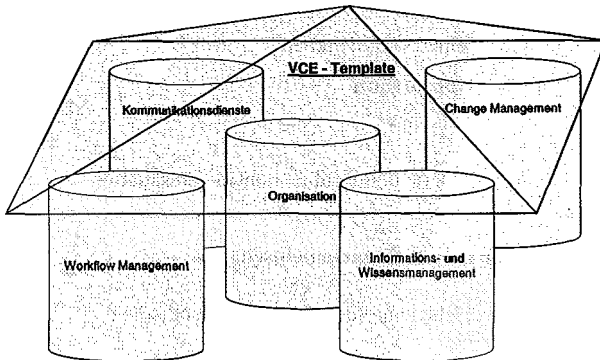 VCE - Template
Kommunikationsdienste
Change Management
Organisation
Workflow Management
Informations- und
Wissensmanagement